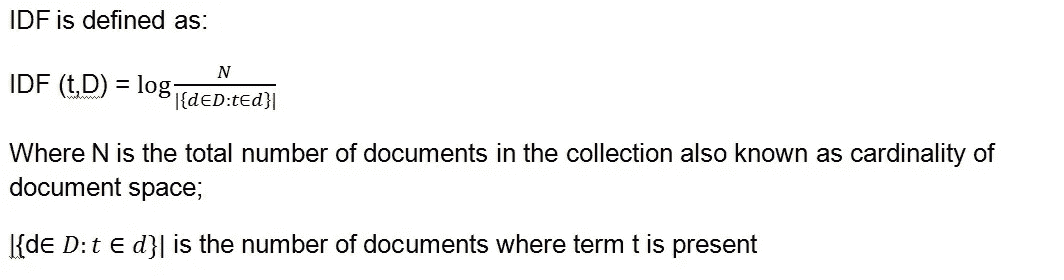 IDF is defined as:
IDF (t,D) = log N / |{d∈D:t∈d}|
Where N is the total number of documents in the collection also known as cardinality of
document space;
|{d∈ D: t ∈ d}| is the number of documents where term t is present